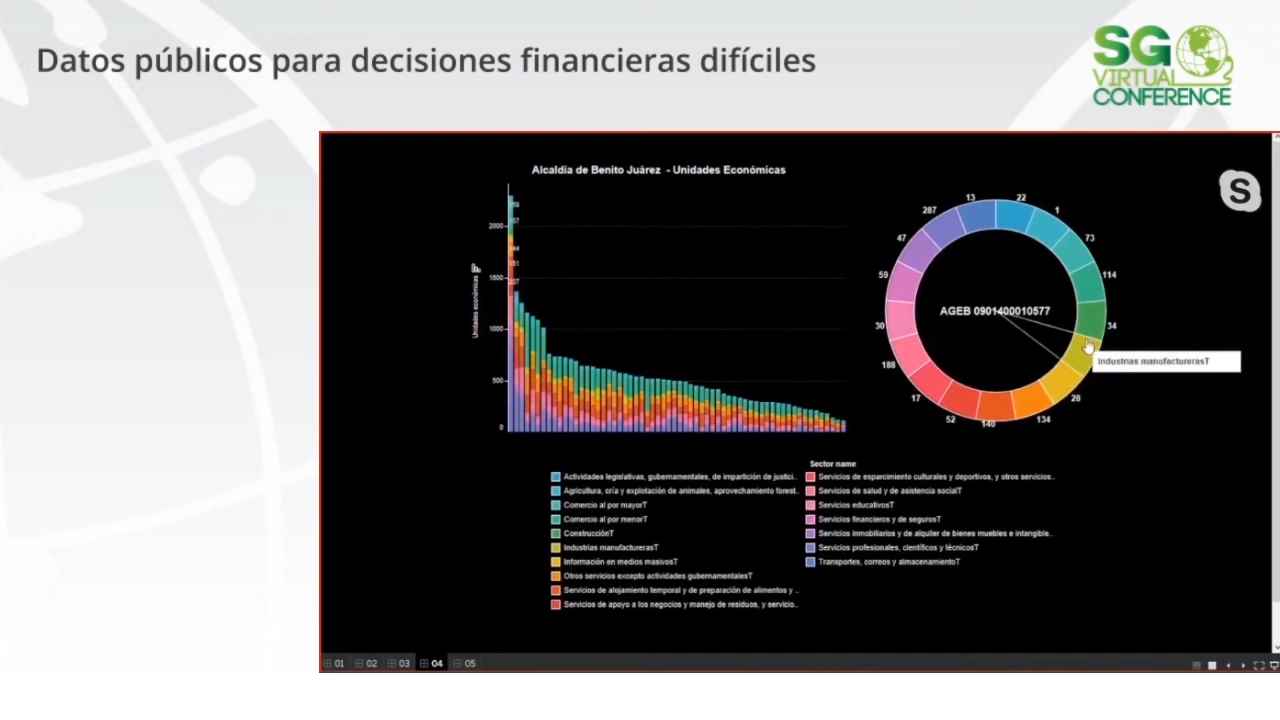 Datos públicos para decisiones financieras difíciles
SG
VIRTUAL
CONFERENCE
S
Alcaldia de Benito Juárez - Unidades Económicas
Unidades económicas
2000
1500
1000
500
0
13
22
1
73
114
34
28
134
140
52
17
188
30
59
47
287
AGEB 0901400010577
Industrias manufacturerasT
Sector name
Actividades legislativas, gubernamentales, de impartición de justici..
Agricultura, cría y explotación de animales, aprovechamiento forest..
Comercio al por mayorT
Comercio al por menorT
ConstrucciónT
Industrias manufacturerasT
Información en medios masivosT
Otros servicios excepto actividades gubernamentalesT
Servicios de alojamiento temporal y de preparación de alimentos y ..
Servicios de apoyo a los negocios y manejo de residuos, y servicio..
Servicios de esparcimiento culturales y deportivos, y otros servicios..
Servicios de salud y de asistencia socialT
Servicios educativosT
Servicios financieros y de segurosT
Servicios inmobiliarios y de alquiler de bienes muebles e intangible..
Servicios profesionales, científicos y técnicosT
Transportes, correos y almacenamientoT
01 02 03 04 05